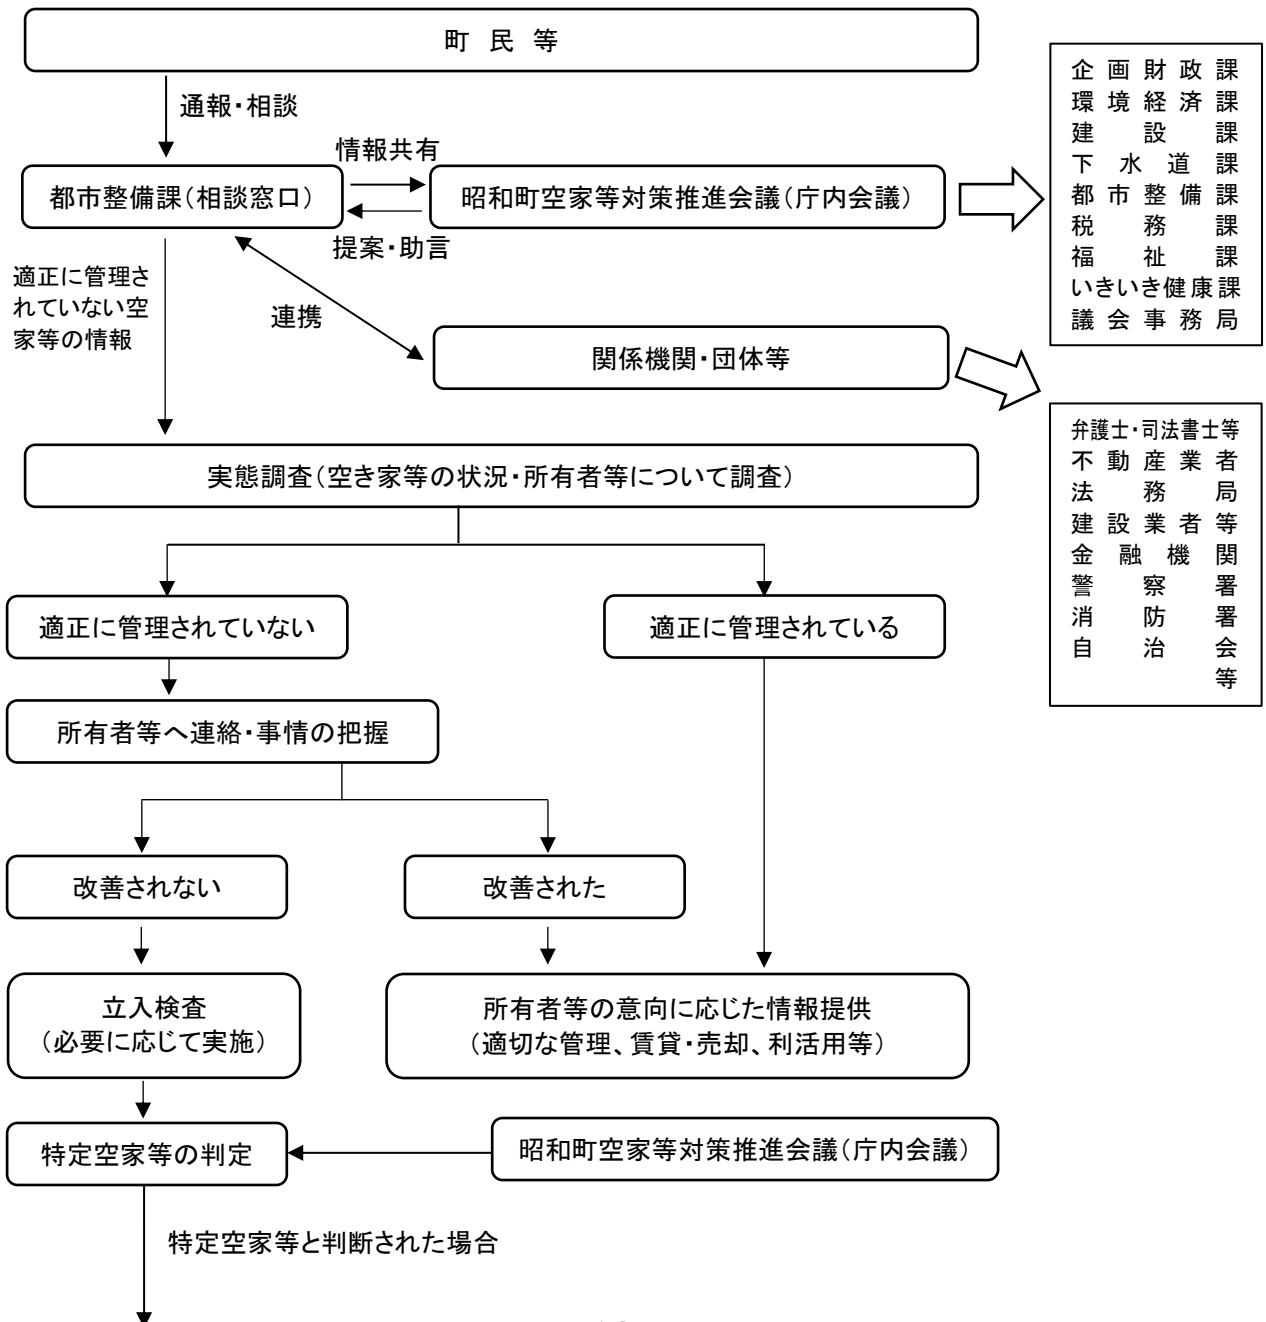 町民等
通報・相談
情報共有
都市整備課(相談窓口)
昭和町空家等対策推進会議(庁内会議)
提案・助言
企画財政課
環境経済課
建設課
下水道課
都市整備課
税務課
福祉課
いきいき健康課
議会事務局
適正に管理さ
れていない空
家等の情報
連携
関係機関・団体等
弁護士・司法書士等
不動産業者
法務局
建設業者等
金融機関
警察署
消防署
自治会
等
実態調査(空き家等の状況・所有者等について調査)
適正に管理されていない
適正に管理されている
所有者等へ連絡・事情の把握
改善されない
改善された
立入検査
(必要に応じて実施)
所有者等の意向に応じた情報提供
(適切な管理、賃貸・売却、利活用等)
特定空家等の判定
昭和町空家等対策推進会議(庁内会議)
特定空家等と判断された場合